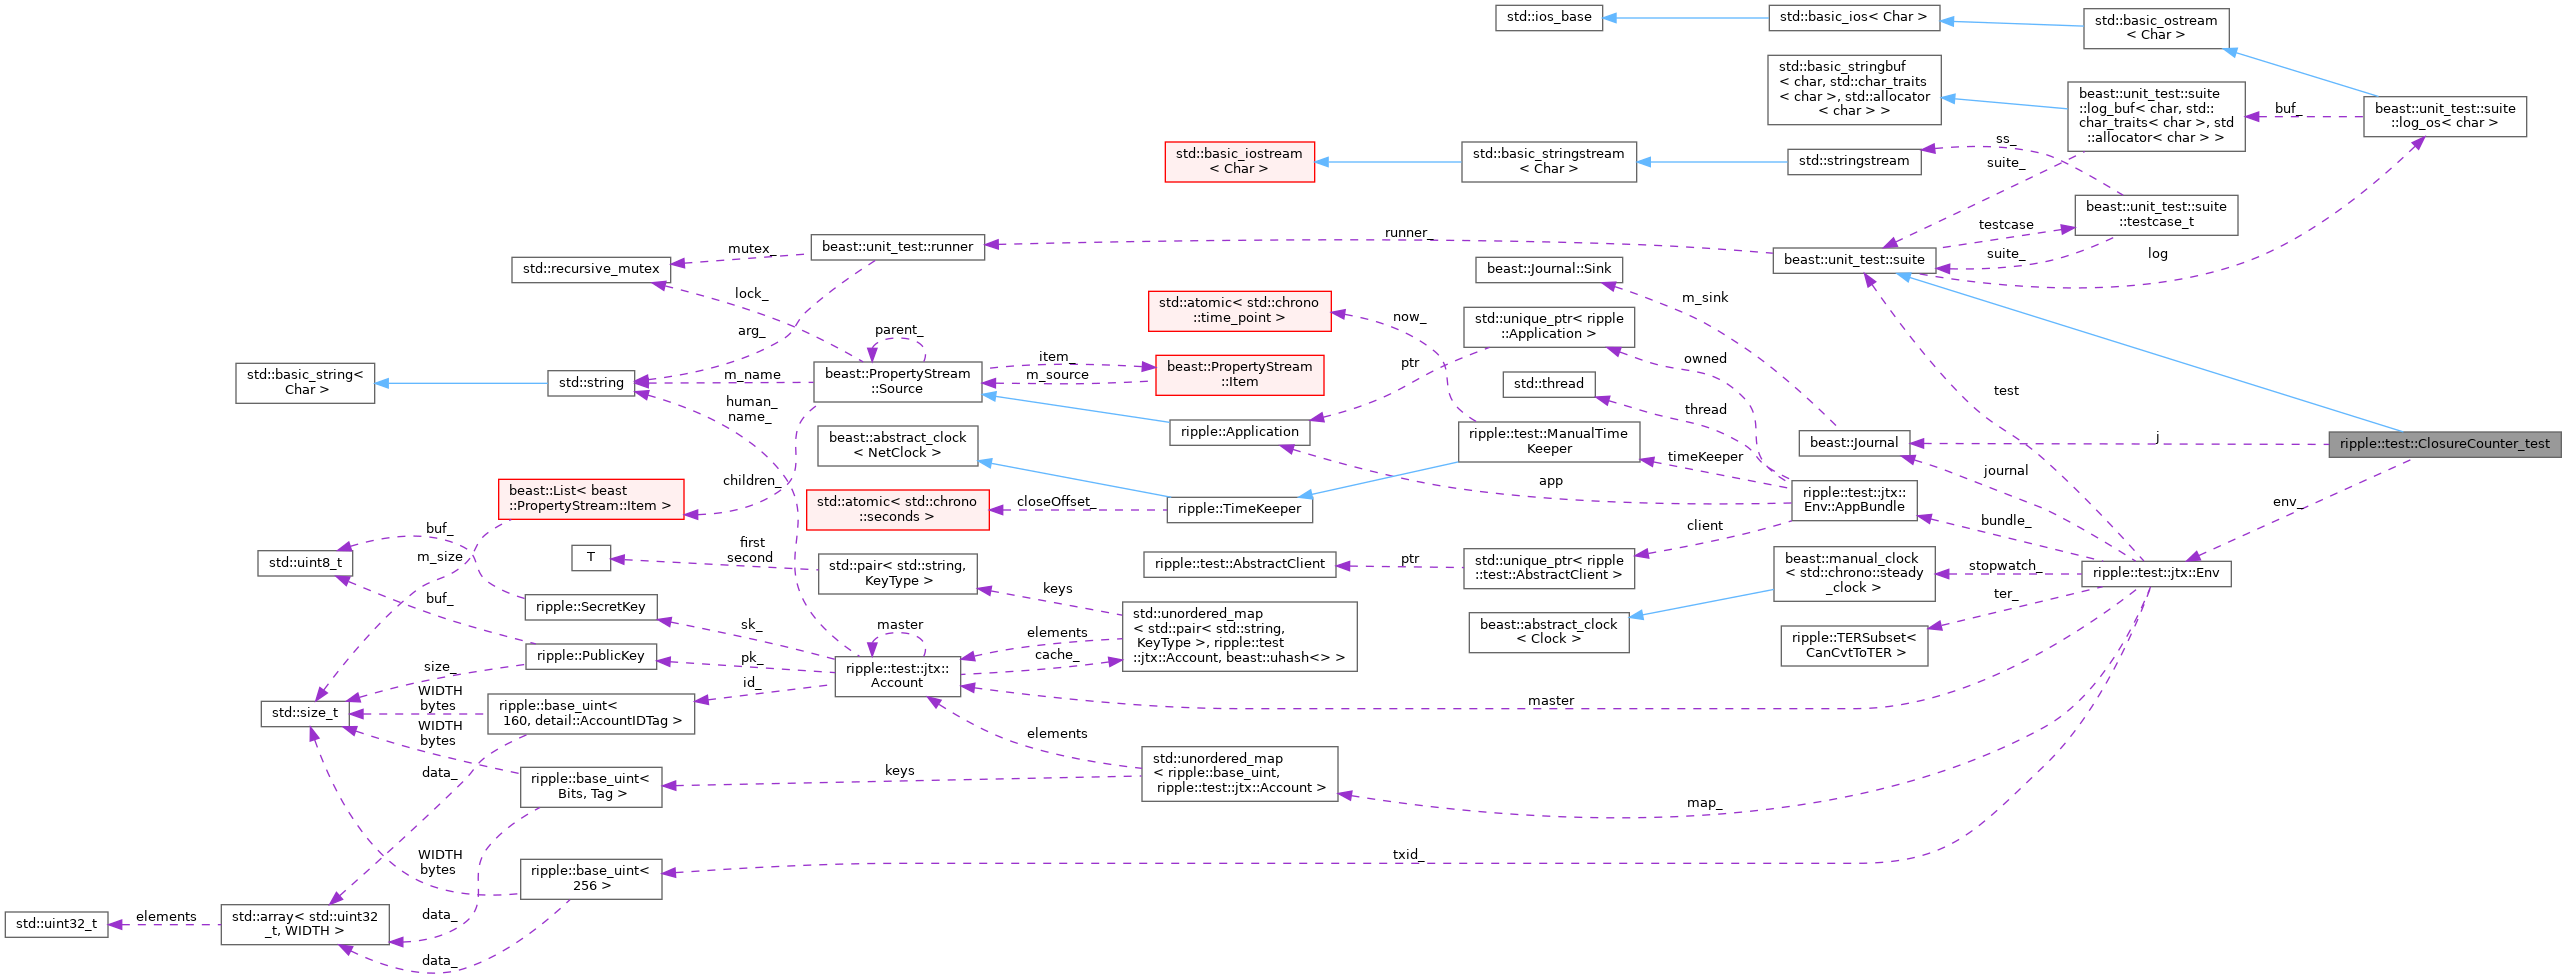 std::ios_base
std::basic_ios< Char >
std::basic_ostream
< Char >
std::basic_stringbuf
< char, std::char_traits
< char >, std::allocator
< char > >
beast::unit_test::suite
::log_buf< char, std::
char_traits< char >, std
::allocator< char > >
buf_
beast::unit_test::suite
::log_os< char >
std::basic_iostream
< Char >
std::basic_stringstream
< Char >
std::stringstream
ss_
suite_
beast::unit_test::suite
::testcase_t
testcase
suite_
log
runner_
beast::unit_test::suite
mutex_
beast::unit_test::runner
std::recursive_mutex
lock_
arg_
parent_
beast::Journal::Sink
m_sink
std::atomic< std::chrono
::time_point >
now_
std::unique_ptr< ripple
::Application >
owned
ptr
test
std::basic_string<
Char >
std::string
m_name
beast::PropertyStream
::Source
item_
m_source
beast::PropertyStream
::Item
std::thread
thread
human_
name_
beast::abstract_clock
< NetClock >
ripple::Application
ripple::test::ManualTime
Keeper
timeKeeper
app
beast::Journal
j
journal
ripple::test::ClosureCounter_test
children_
beast::List< beast
::PropertyStream::Item >
std::atomic< std::chrono
::seconds >
closeOffset_
ripple::TimeKeeper
ripple::test::jtx::
Env::AppBundle
env_
bundle_
client
buf_
m_size
std::uint8_t
T
first
second
std::pair< std::string,
KeyType >
ripple::test::AbstractClient
ptr
std::unique_ptr< ripple
::test::AbstractClient >
beast::manual_clock
< std::chrono::steady
_clock >
stopwatch_
ripple::test::jtx::Env
ter_
keys
buf_
ripple::SecretKey
sk_
master
elements
cache_
std::unordered_map
< std::pair< std::string,
KeyType >, ripple::test
::jtx::Account, beast::uhash<> >
beast::abstract_clock
< Clock >
ripple::TERSubset<
CanCvtToTER >
ripple::PublicKey
size_
pk_
id_
ripple::test::jtx::
Account
WIDTH
bytes
std::size_t
ripple::base_uint<
160, detail::AccountIDTag >
master
WIDTH
bytes
data_
elements
ripple::base_uint<
Bits, Tag >
keys
std::unordered_map
< ripple::base_uint,
ripple::test::jtx::Account >
map_
WIDTH
bytes
ripple::base_uint<
256 >
txid_
std::uint32_t
elements
std::array< std::uint32
_t, WIDTH >
data_
data_